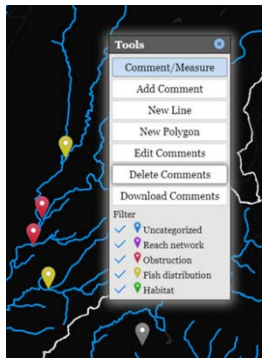 Tools
Comment/Measure
Add Comment
New Line
New Polygon
Edit Comments
Delete Comments
Download Comments
Filter
Uncategorized
Reach network
Obstruction
Fish distribution
Habitat